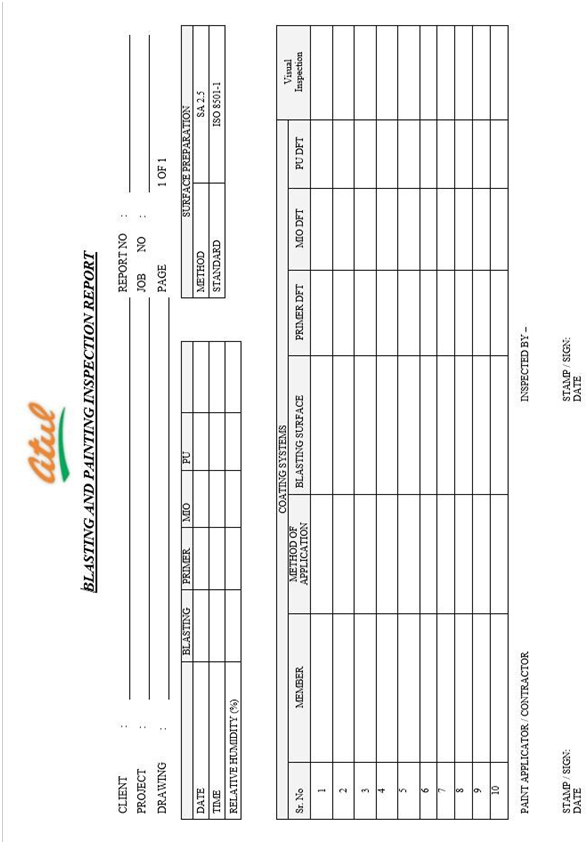 atul
BLASTING AND PAINTING INSPECTION REPORT
CLIENT : REPORT NO :
PROJECT : JOB NO :
DRAWING : PAGE 1 OF 1
BLASTING PRIMER MIO PU
DATE
TIME
RELATIVE HUMIDITY (%)
SURFACE PREPARATION
METHOD SA 2.5
STANDARD ISO 8501-1
COATING SYSTEMS Visual Inspection
Sr. No MEMBER METHOD OF APPLICATION BLASTING SURFACE PRIMER DFT MIO DFT PU DFT
1
2
3
4
5
6
7
8
9
10
PAINT APPLICATOR / CONTRACTOR INSPECTED BY –
STAMP / SIGN: STAMP / SIGN:
DATE DATE